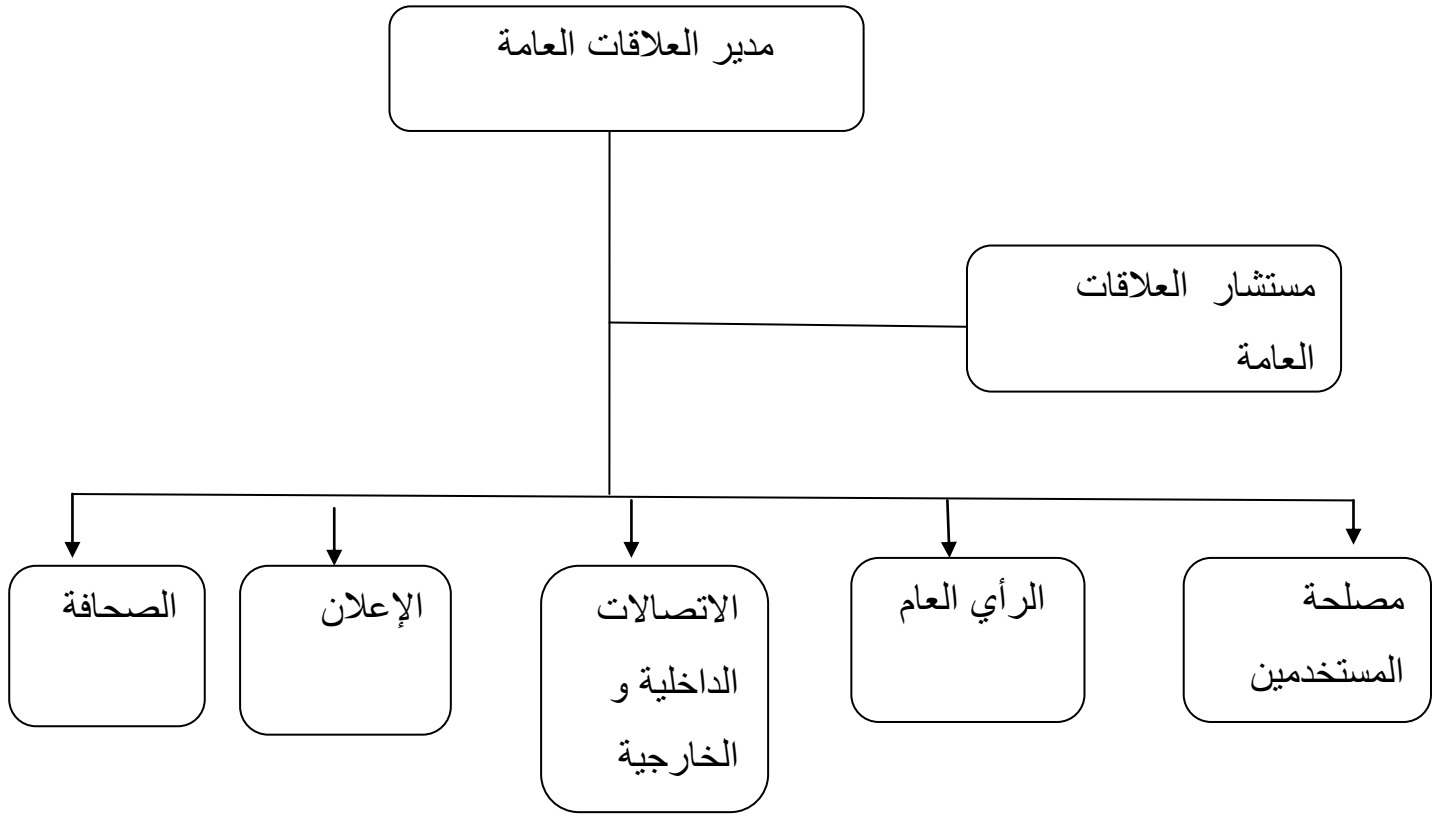 مدير العلاقات العامة
مستشار العلاقات
العامة
مصلحة
المستخدمين
الرأي العام
الاتصالات
الداخلية و
الخارجية
الإعلان
الصحافة